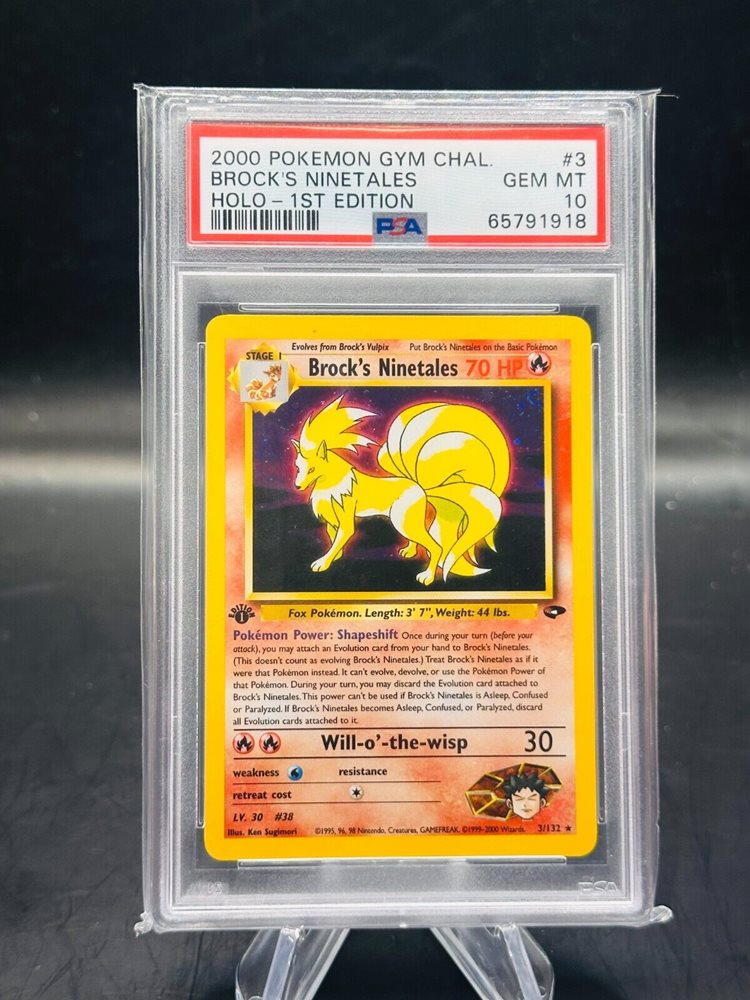 2000 POKEMON GYM CHAL. #3
BROCK'S NINETALES GEM MT
HOLO – 1ST EDITION 10
PSA 65791918
Evolves from Brock's Vulpix Put Brock's Ninetales on the Basic Pokémon
STAGE 1
Brock's Ninetales 70 HP
EDITION
1
Fox Pokémon. Length: 3' 7", Weight: 44 lbs.
Pokémon Power: Shapeshift Once during your turn (before your
attack), you may attach an Evolution card from your hand to Brock's Ninetales.
(This doesn't count as evolving Brock's Ninetales.) Treat Brock's Ninetales as if it
were that Pokémon instead. It can't evolve, devolve, or use the Pokémon Power of
that Pokémon. During your turn, you may discard the Evolution card attached to
Brock's Ninetales. This power can't be used if Brock's Ninetales is Asleep, Confused
or Paralyzed. If Brock's Ninetales becomes Asleep, Confused, or Paralyzed, discard
all Evolution cards attached to it.
Will-o'-the-wisp 30
weakness resistance
retreat cost
LV. 30 #38
Illus. Ken Sugimori ©1995, 96, 98 Nintendo, Creatures, GAMEFREAK. ©1999-2000 Wizards. 3/132 ★
PSA